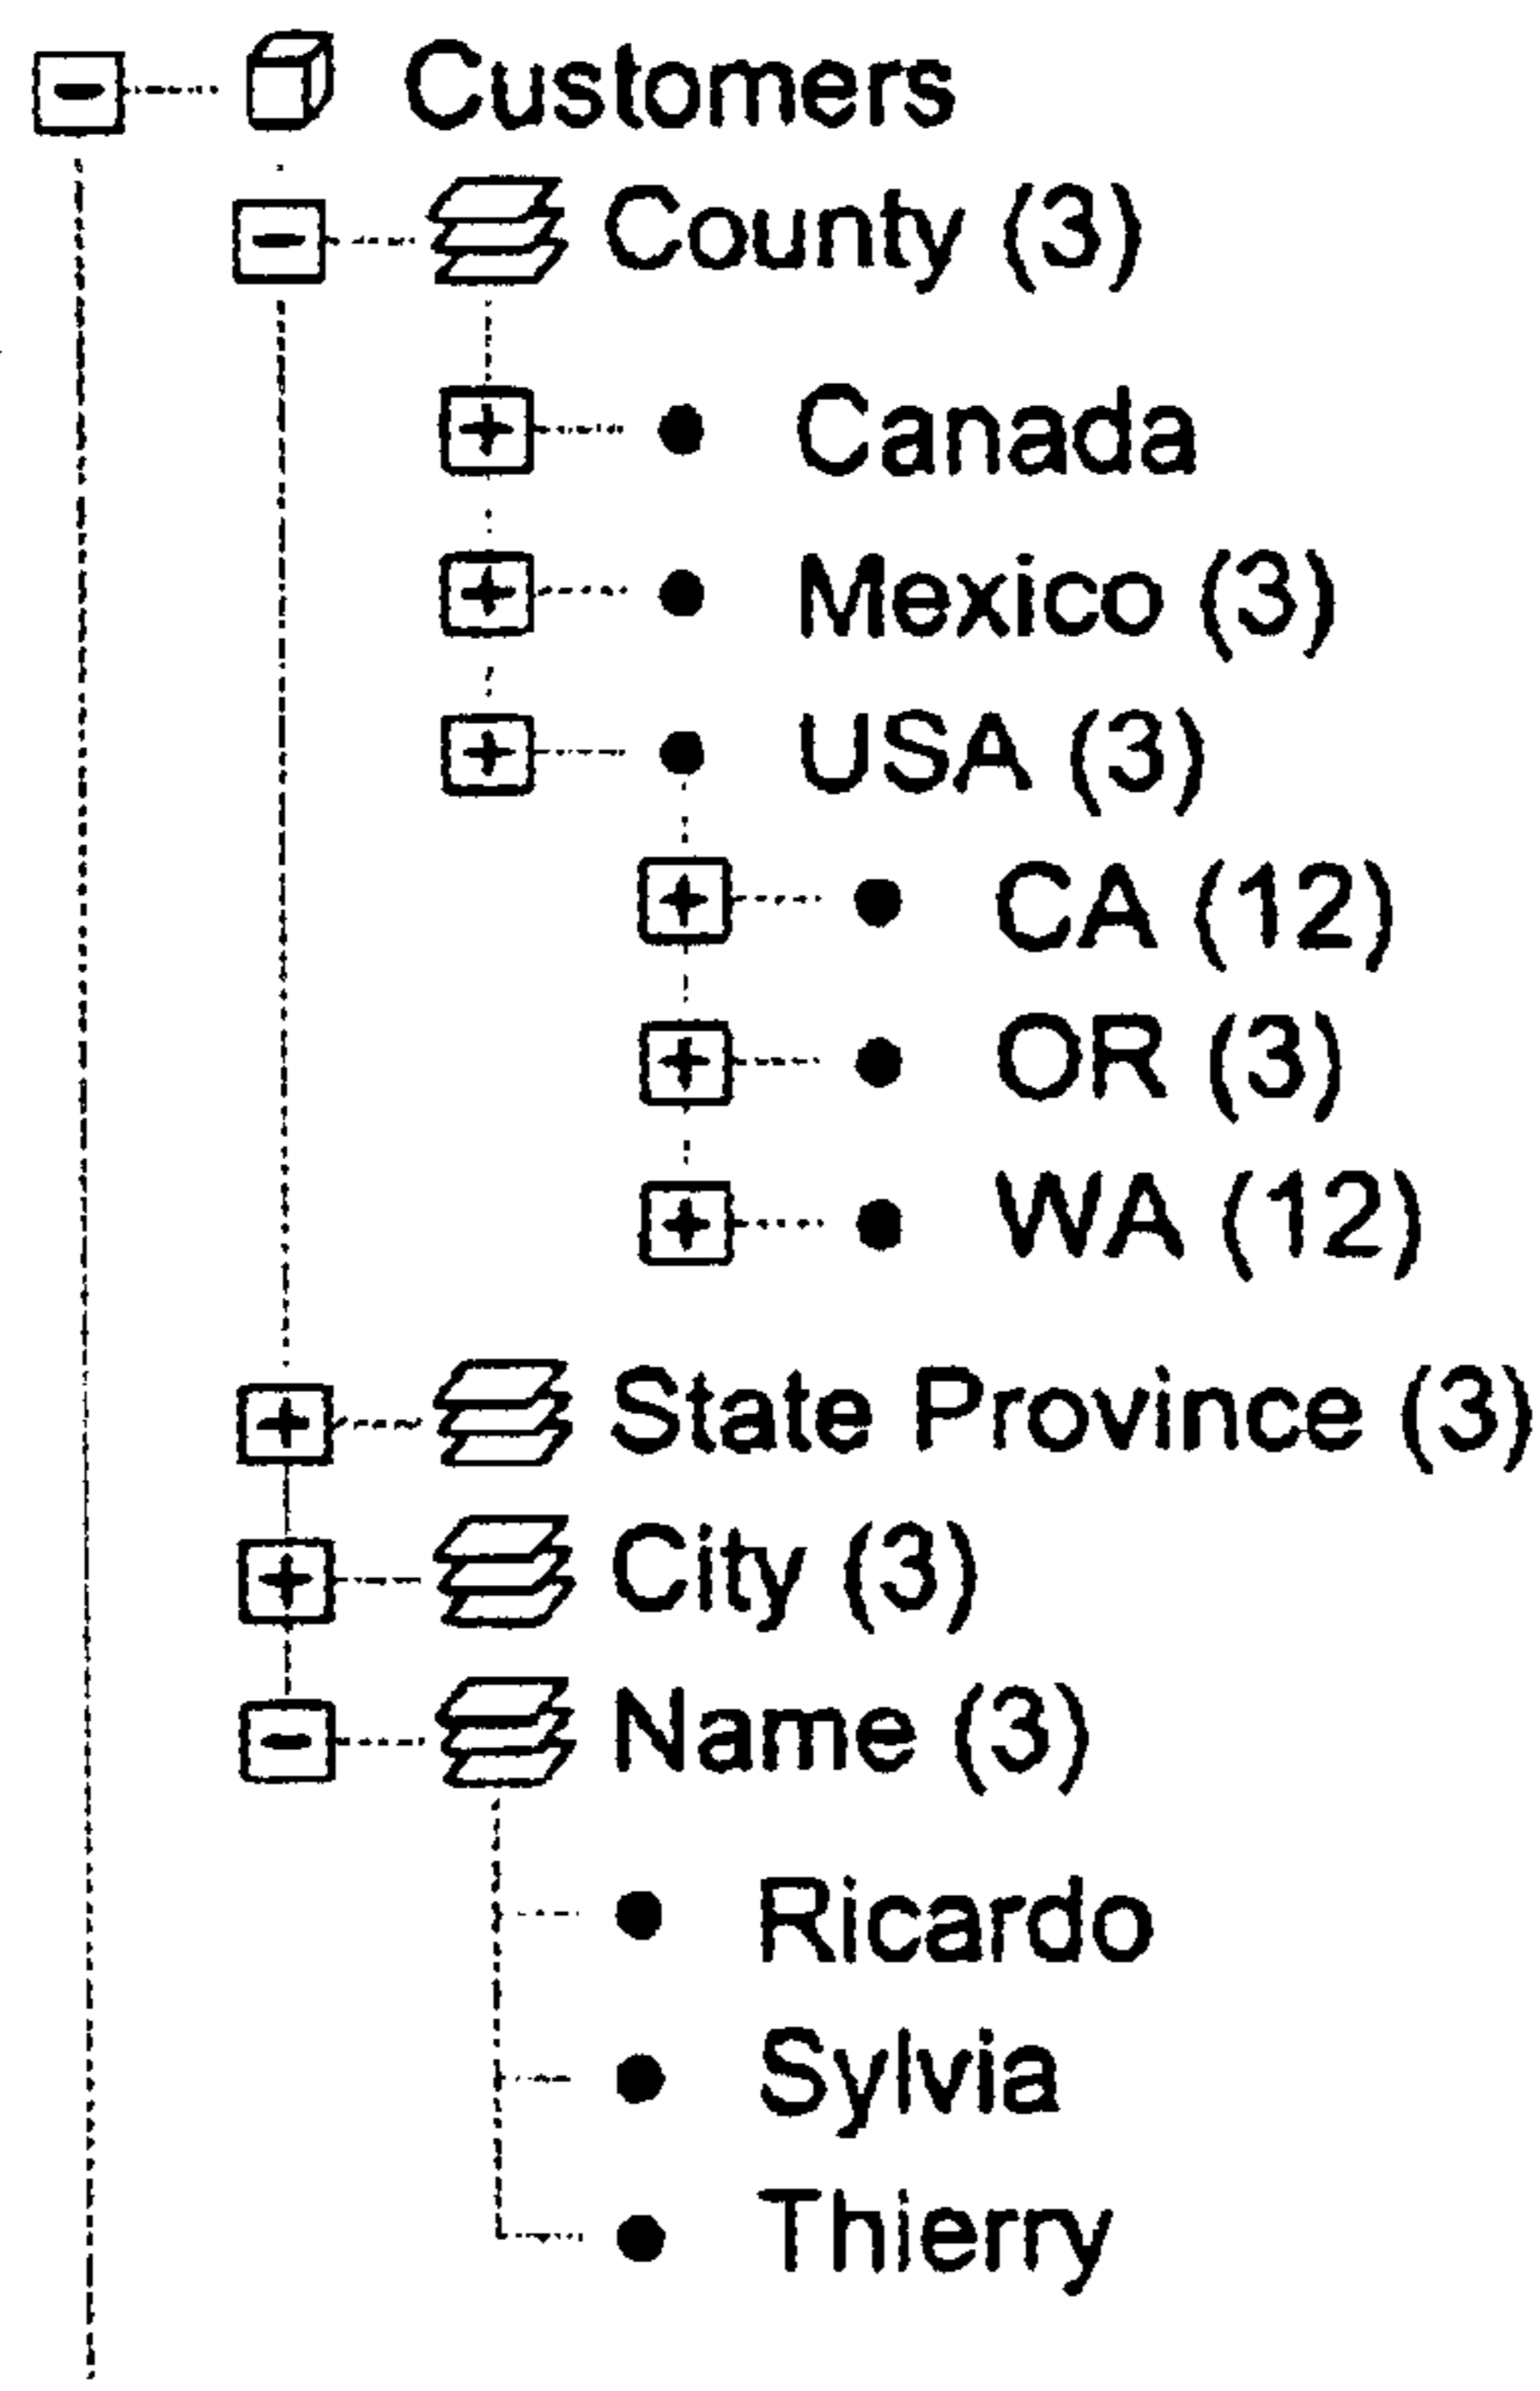 Customers
County (3)
Canada
Mexico (3)
USA (3)
CA (12)
OR (3)
WA (12)
State Province (3)
City (3)
Name (3)
Ricardo
Sylvia
Thierry